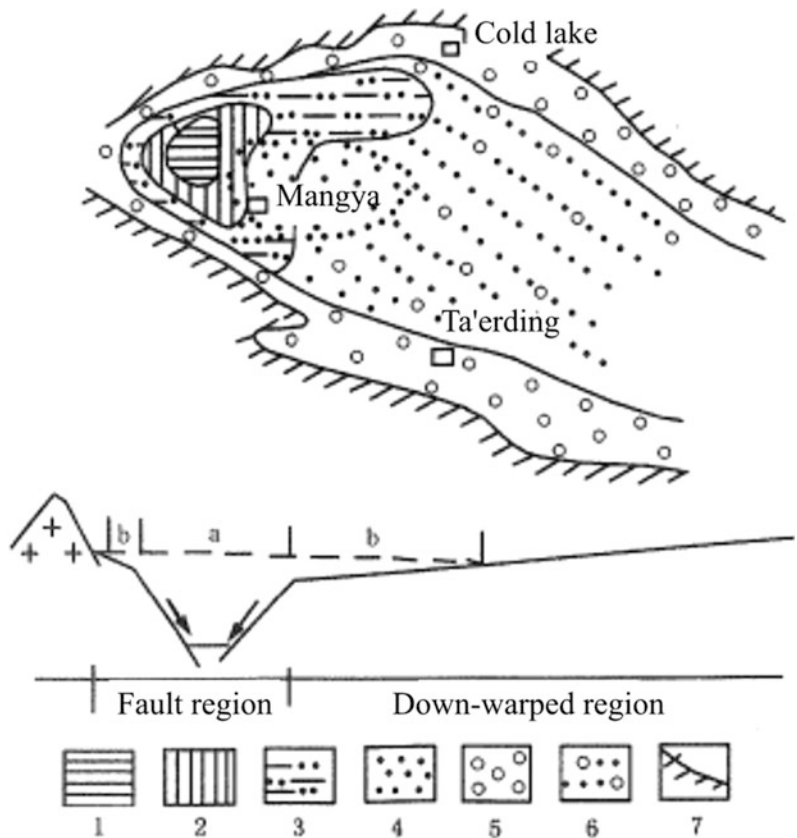 Cold lake
Mangya
Ta'erding
b a b
Fault region Down-warped region
1 2 3 4 5 6 7